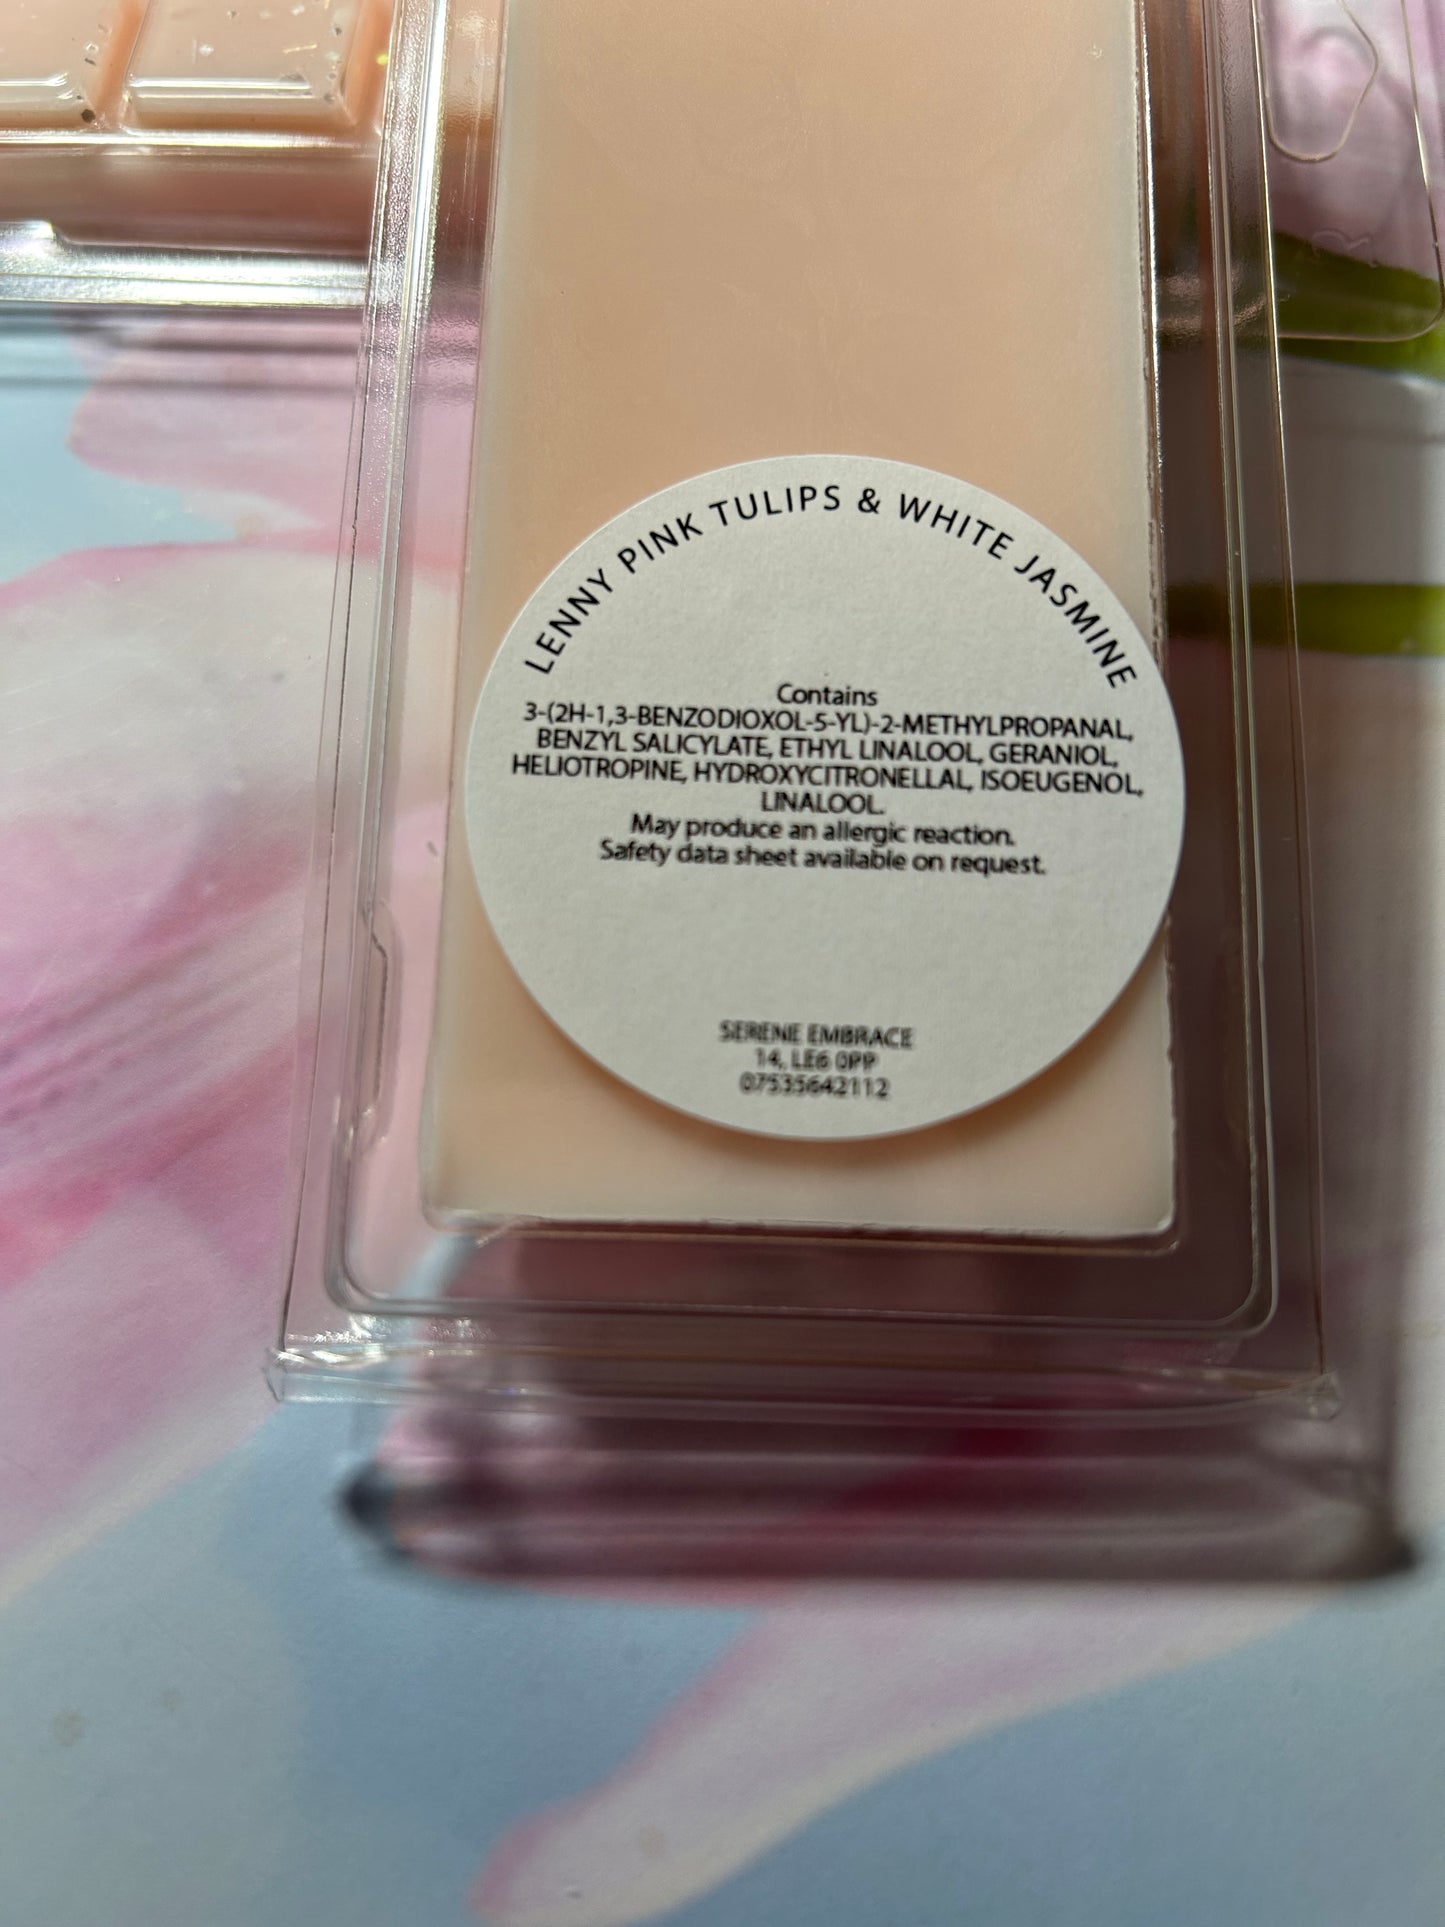 LENNY PINK TULIPS & WHITE JASMINE
Contains
3-(2H-1,3-BENZODIOXOL-5-YL)-2-METHYLPROPANAL,
BENZYL SALICYLATE, ETHYL LINALOOL, GERANIOL,
HELIOTROPINE, HYDROXYCITRONELLAL, ISOEUGENOL,
LINALOOL.
May produce an allergic reaction.
Safety data sheet available on request.
SERENE EMBRACE
14, LE6 0PP
07535642112